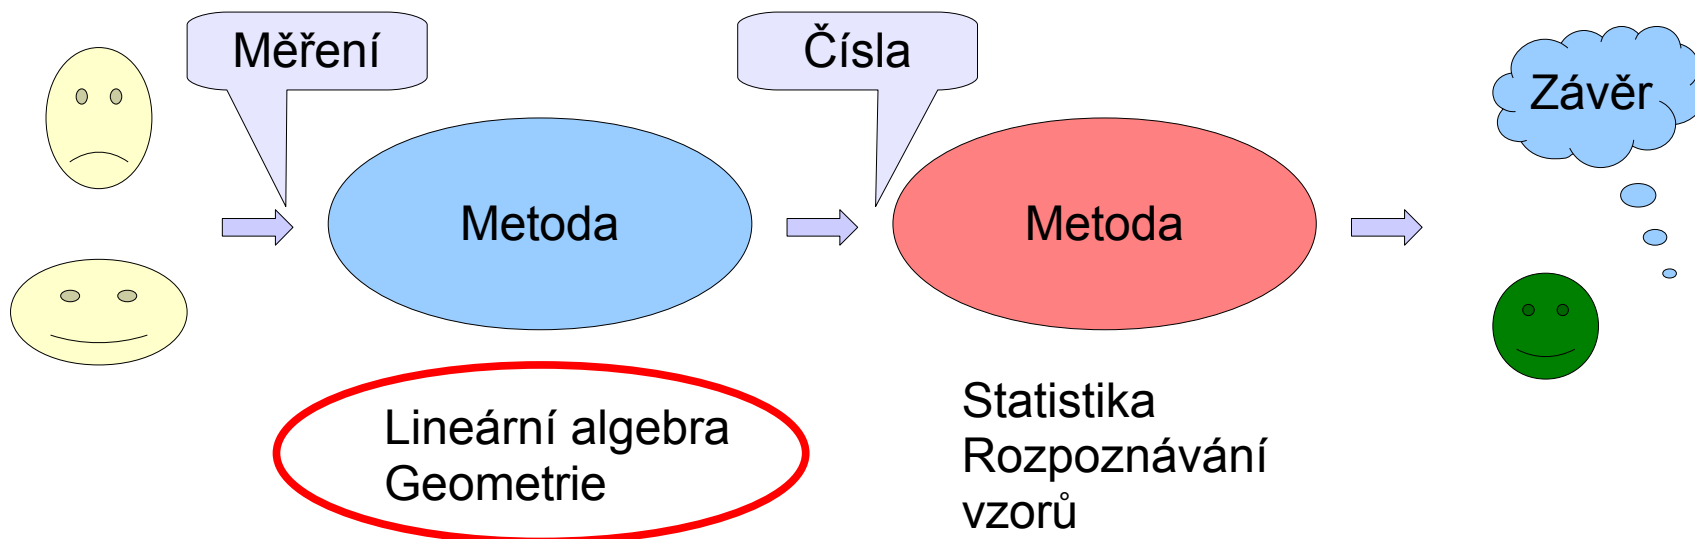 Měření
Čísla
Závěr
Metoda
Metoda
Lineární algebra
Geometrie
Statistika
Rozpoznávání
vzorů